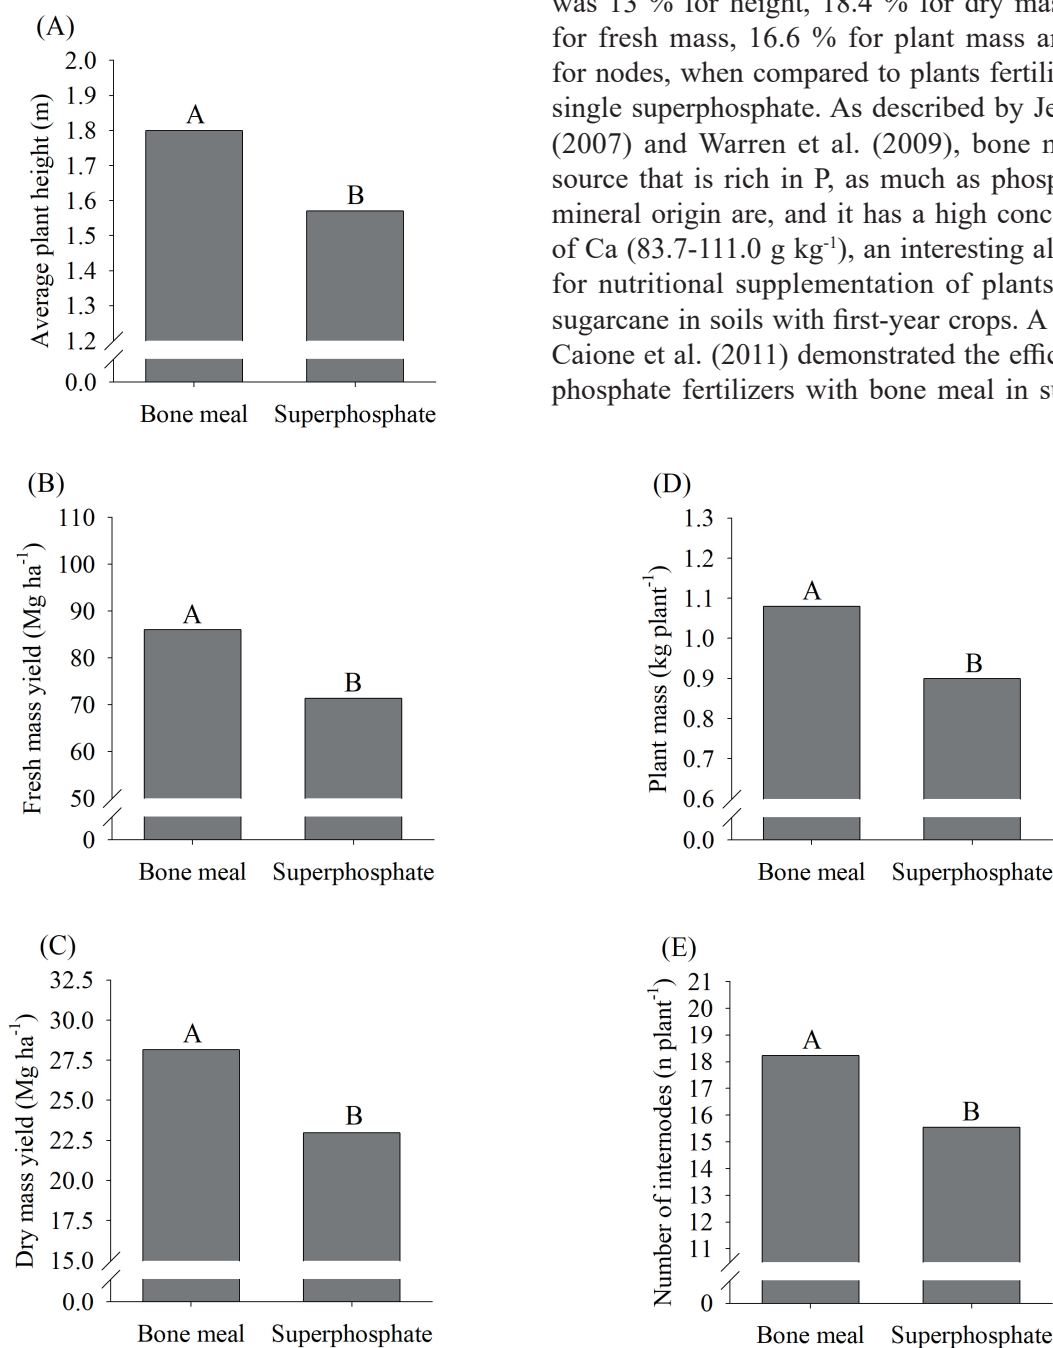 (A)
Average plant height (m)
2.0
1.9
1.8
1.7
1.6
1.5
1.4
1.3
1.2
0.0
A
B
Bone meal Superphosphate
was 13 % for height, 18.4 % for dry
for fresh mass, 16.6 % for plant mass
for nodes, when compared to plants
single superphosphate. As described by
(2007) and Warren et al. (2009), bone
source that is rich in P, as much as
mineral origin are, and it has a high
of Ca (83.7-111.0 g kg-1), an interesting
for nutritional supplementation of plants
sugarcane in soils with first-year crops. A
Caione et al. (2011) demonstrated the
phosphate fertilizers with bone meal in
(B)
Fresh mass yield (Mg ha-1)
110
100
90
80
70
60
50
0
A
B
Bone meal Superphosphate
(D)
Plant mass (kg plant-1)
1.3
1.2
1.1
1.0
0.9
0.8
0.7
0.6
0.0
A
B
Bone meal Superphosphate
(C)
Dry mass yield (Mg ha-1)
32.5
30.0
27.5
25.0
22.5
20.0
17.5
15.0
0.0
A
B
Bone meal Superphosphate
(E)
Number of internodes (n plant-1)
21
20
19
18
17
16
15
14
13
12
11
0
A
B
Bone meal Superphosphate